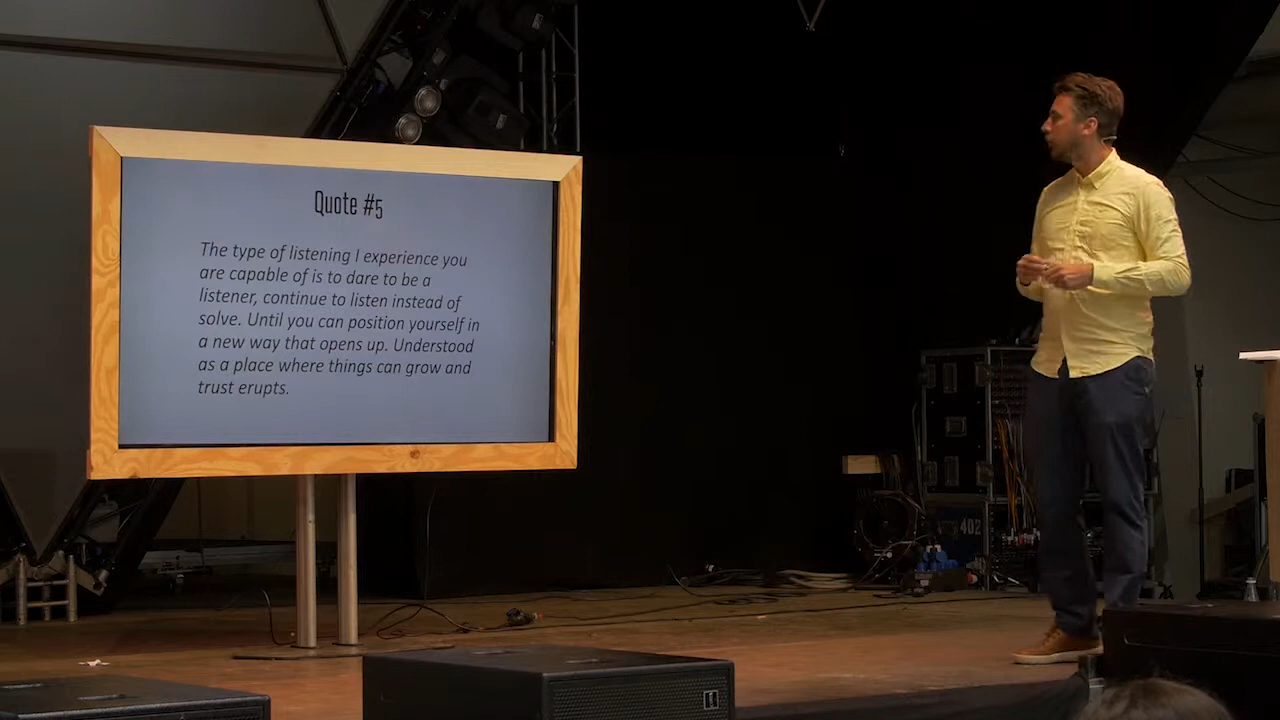 Quote #5
The type of listening I experience you
are capable of is to dare to be a
listener, continue to listen instead of
solve. Until you can position yourself in
a new way that opens up. Understood
as a place where things can grow and
trust erupts.
402